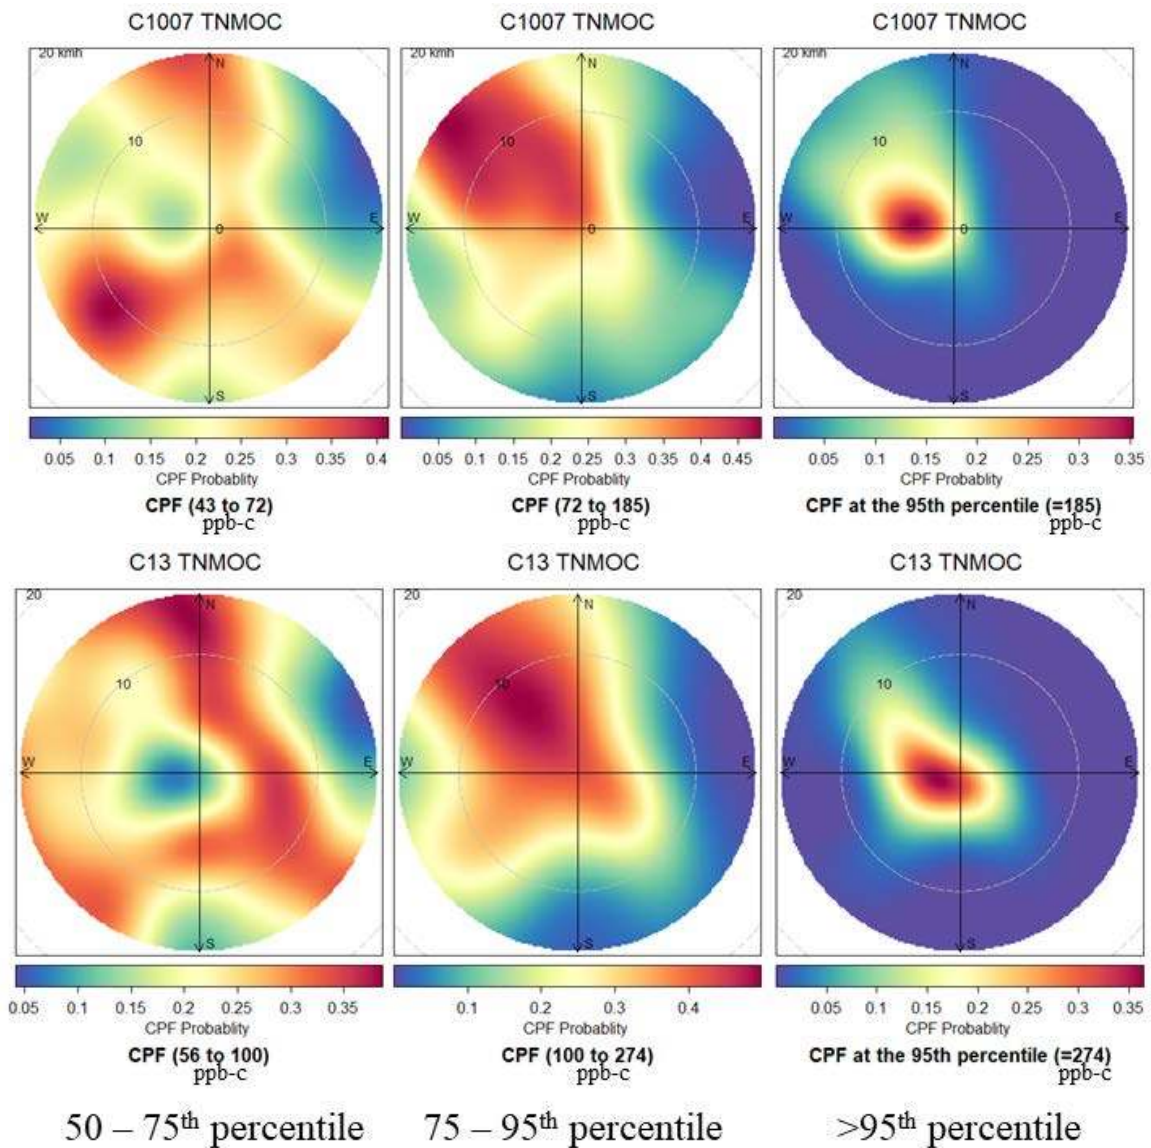 C1007 TNMOC
C1007 TNMOC
C1007 TNMOC
20 kmh
N
10
W
E
0
S
20 kmh
N
10
W
E
0
S
20 kmh
N
10
W
E
0
S
0.05 0.1 0.15 0.2 0.25 0.3 0.35 0.4
CPF Probablity
CPF (43 to 72)
ppb-c
0.05 0.1 0.15 0.2 0.25 0.3 0.35 0.4 0.45
CPF Probablity
CPF (72 to 185)
ppb-c
0.05 0.1 0.15 0.2 0.25 0.3 0.35
CPF Probablity
CPF at the 95th percentile (=185)
ppb-c
C13 TNMOC
C13 TNMOC
C13 TNMOC
20
N
10
W
E
S
20
N
10
W
E
S
20
N
10
W
E
S
0.05 0.1 0.15 0.2 0.25 0.3 0.35
CPF Probablity
CPF (56 to 100)
ppb-c
0.1 0.2 0.3 0.4
CPF Probablity
CPF (100 to 274)
ppb-c
0.05 0.1 0.15 0.2 0.25 0.3 0.35
CPF Probablity
CPF at the 95th percentile (=274)
ppb-c
50 – 75th percentile
75 – 95th percentile
>95th percentile